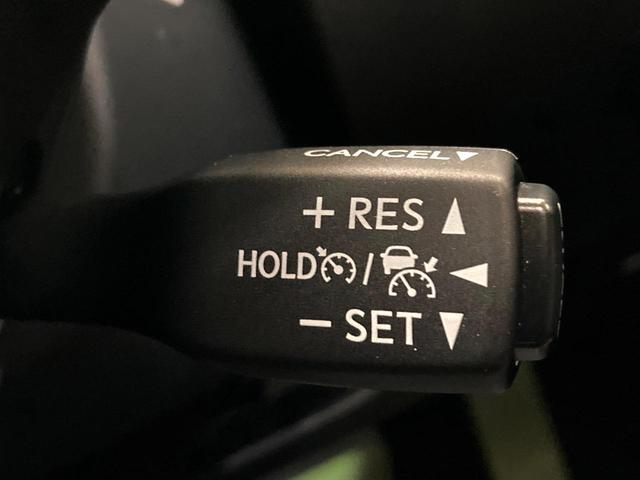 CANCEL▼
+ RES ▲
HOLD / ◀
− SET ▼